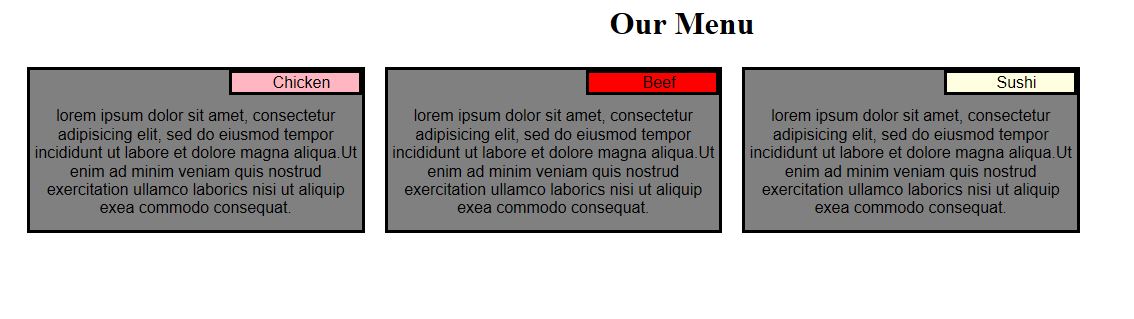 Our Menu
Chicken
lorem ipsum dolor sit amet, consectetur
adipisicing elit, sed do eiusmod tempor
incididunt ut labore et dolore magna aliqua.Ut
enim ad minim veniam quis nostrud
exercitation ullamco laborics nisi ut aliquip
exea commodo consequat.
Beef
lorem ipsum dolor sit amet, consectetur
adipisicing elit, sed do eiusmod tempor
incididunt ut labore et dolore magna aliqua.Ut
enim ad minim veniam quis nostrud
exercitation ullamco laborics nisi ut aliquip
exea commodo consequat.
Sushi
lorem ipsum dolor sit amet, consectetur
adipisicing elit, sed do eiusmod tempor
incididunt ut labore et dolore magna aliqua.Ut
enim ad minim veniam quis nostrud
exercitation ullamco laborics nisi ut aliquip
exea commodo consequat.